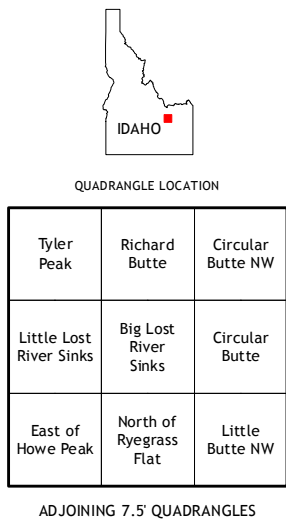 IDAHO
QUADRANGLE LOCATION
Tyler
Peak
Richard
Butte
Circular
Butte NW
Little Lost
River Sinks
Big Lost
River
Sinks
Circular
Butte
East of
Howe Peak
North of
Ryegrass
Flat
Little
Butte NW
ADJOINING 7.5' QUADRANGLES